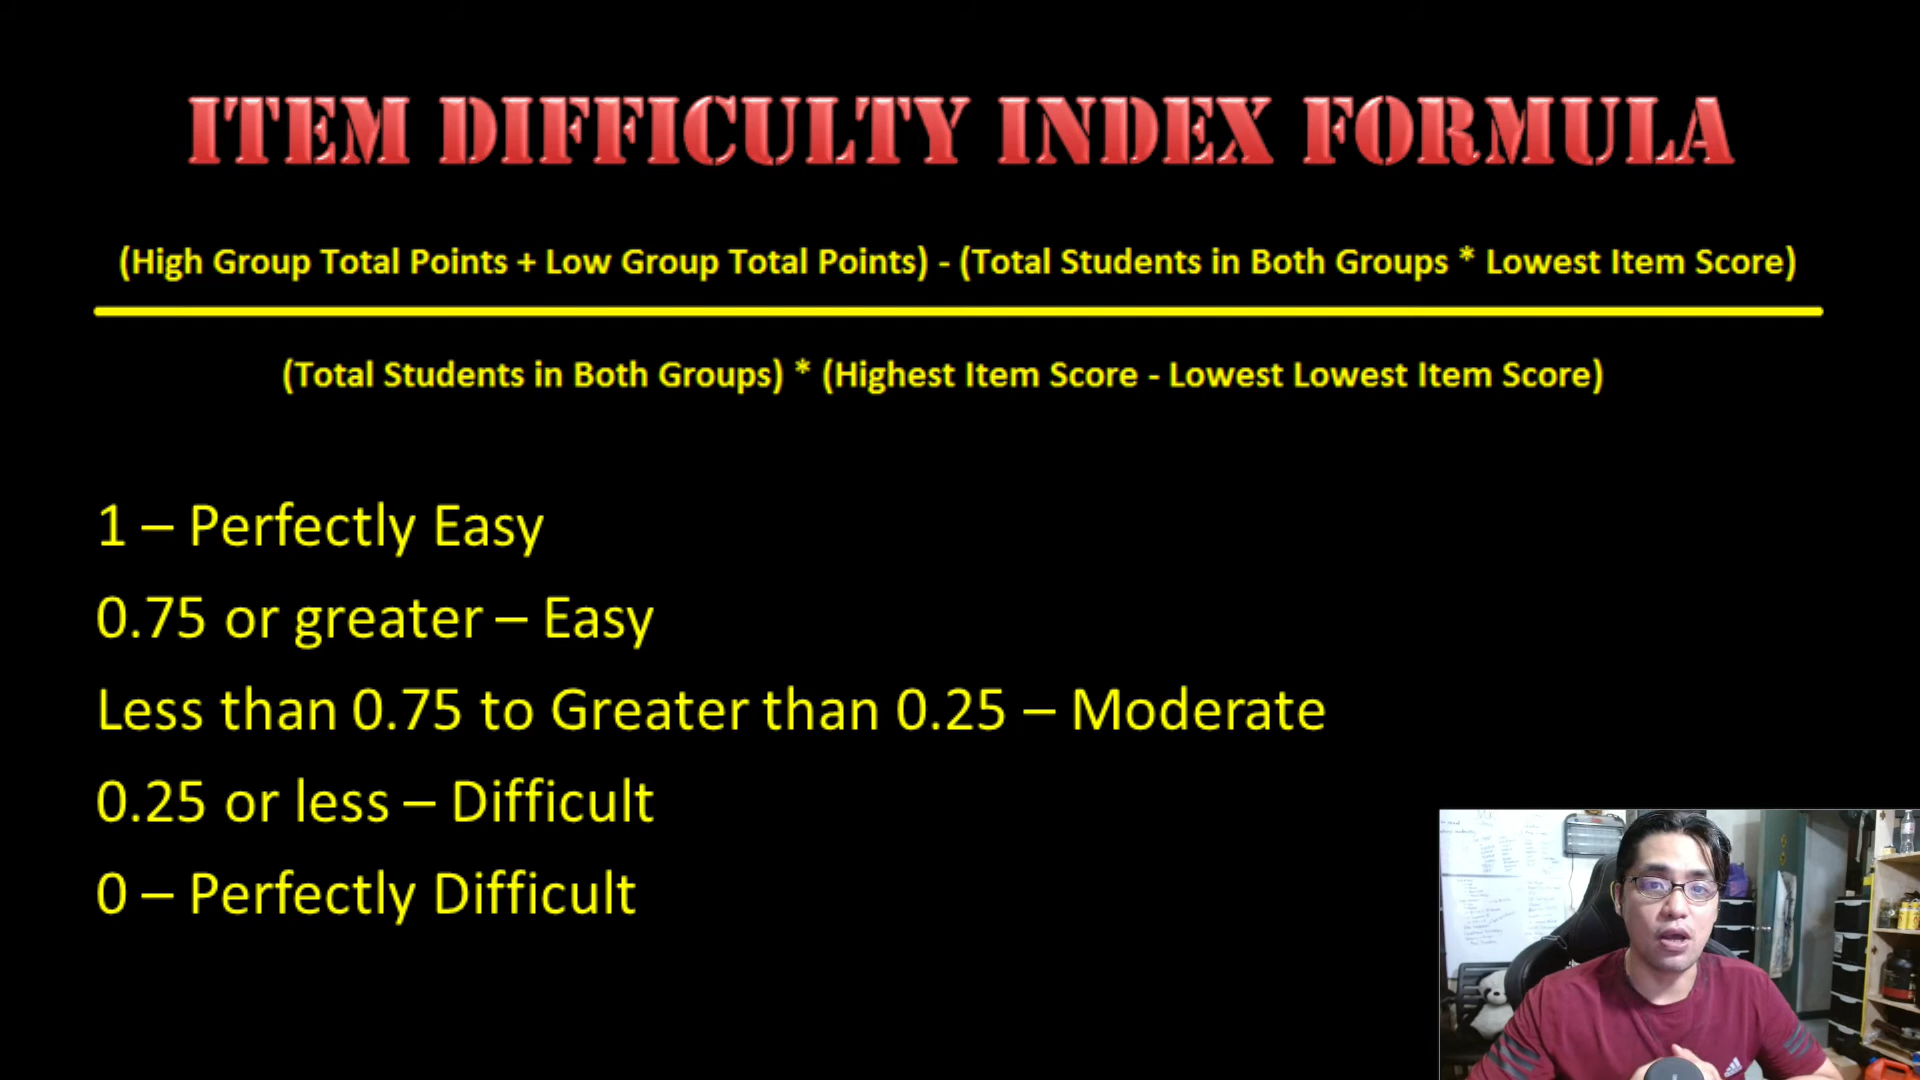 ITEM DIFFICULTY INDEX FORMULA
(High Group Total Points + Low Group Total Points) - (Total Students in Both Groups * Lowest Item Score)
(Total Students in Both Groups) * (Highest Item Score - Lowest Lowest Item Score)
1 – Perfectly Easy
0.75 or greater – Easy
Less than 0.75 to Greater than 0.25 – Moderate
0.25 or less – Difficult
0 – Perfectly Difficult